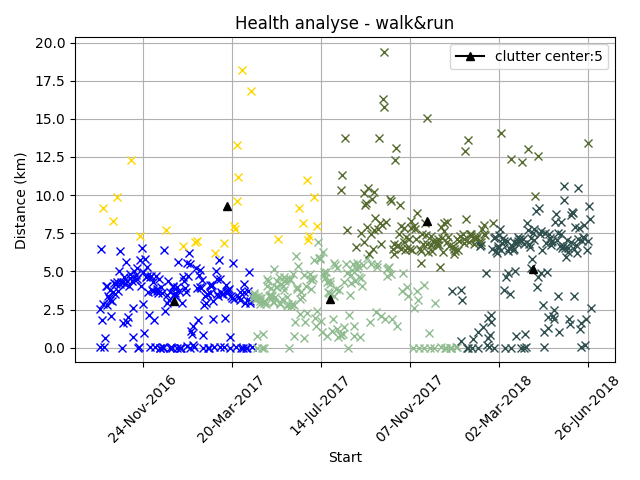 Health analyse - walk&run
20.0
17.5
15.0
12.5
10.0
7.5
5.0
2.5
0.0
Distance (km)
clutter center:5
24-Nov-2016
20-Mar-2017
14-Jul-2017
07-Nov-2017
02-Mar-2018
26-Jun-2018
Start